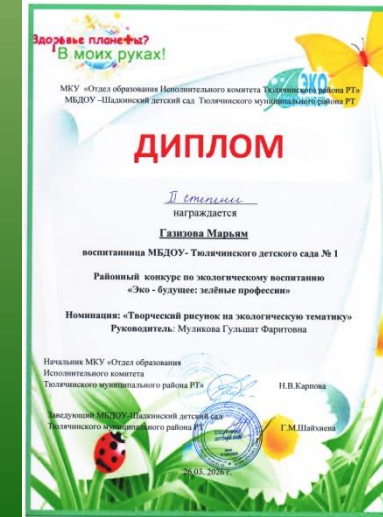 Здоровье планеты?
В моих руках!
ЭКО
МКУ «Отдел образования Исполнительного комитета Тюлячинского района РТ»
МБДОУ –Шадкинский детский сад Тюлячинского муниципального района РТ
ДИПЛОМ
II степени
награждается
Газизова Марьям
воспитанница МБДОУ- Тюлячинского детского сада № 1
Районный конкурс по экологическому воспитанию
«Эко - будущее: зелёные профессии»
Номинация: «Творческий рисунок на экологическую тематику»
Руководитель: Муликова Гульшат Фаритовна
Начальник МКУ «Отдел образования
Исполнительного комитета
Тюлячинского муниципального района РТ» Н.В.Карпова
Заведующий МБДОУ-Шадкинский детский сад
Тюлячинского муниципального района РТ Г.М.Шайхиева
26.03. 2026 г.